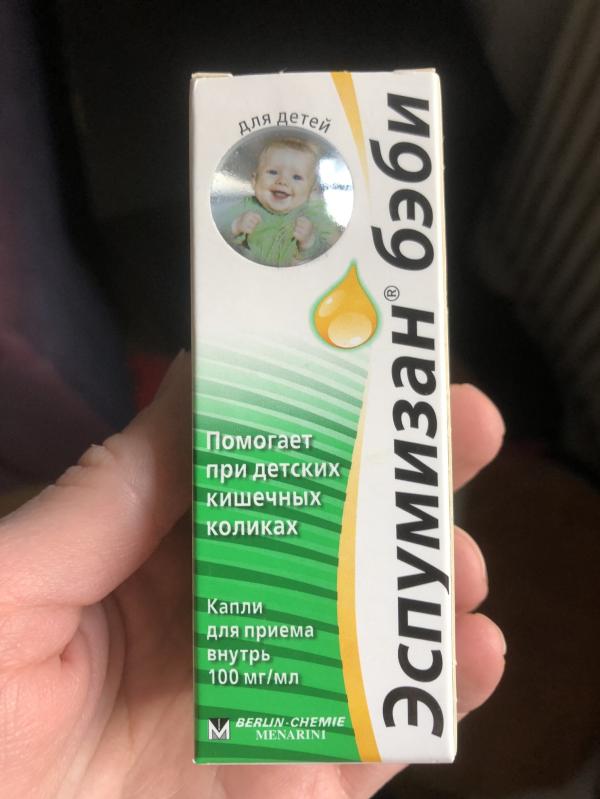 для детей
Эспумизан® бэби
Помогает
при детских
кишечных
коликах
Капли
для приема
внутрь
100 мг/мл
BERLIN-CHEMIE
MENARINI